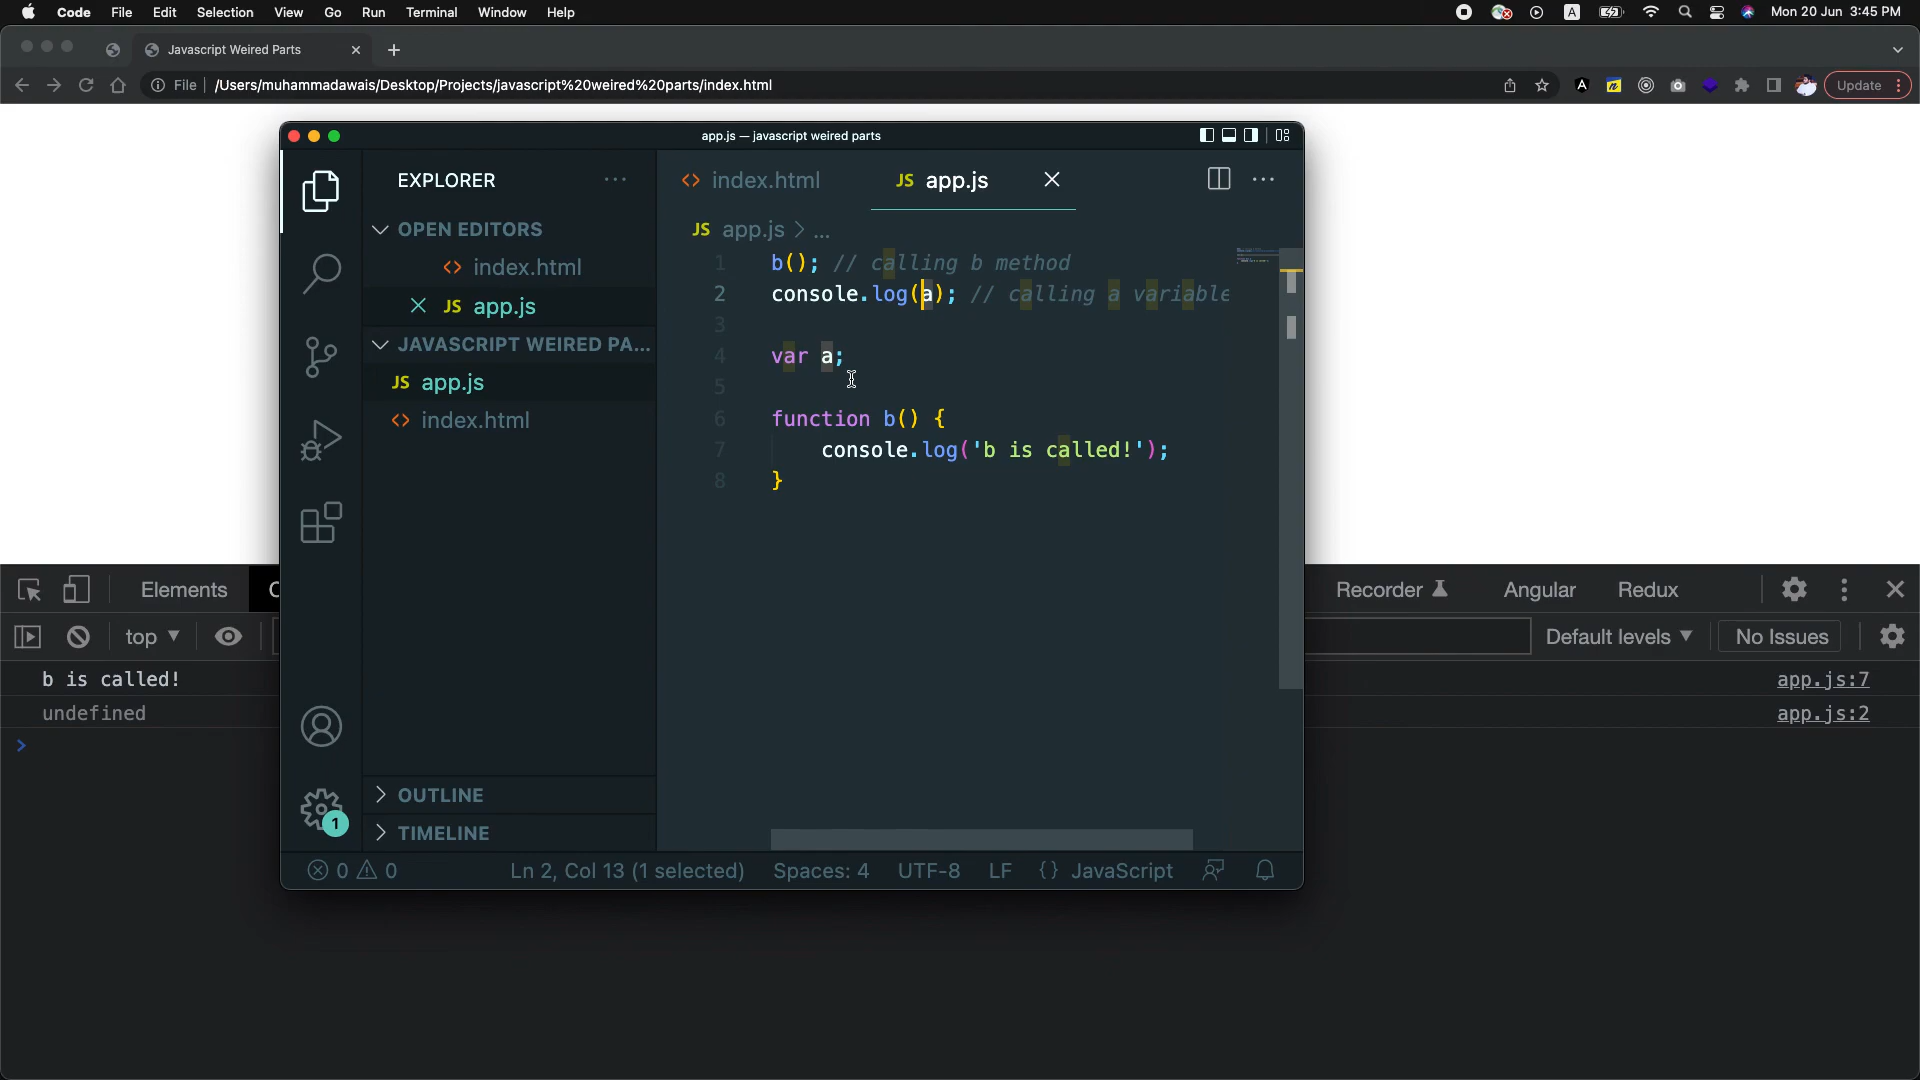 Code File Edit Selection View Go Run Terminal Window Help A Mon 20 Jun 3:45 PM
Javascript Weired Parts
File /Users/muhammadawais/Desktop/Projects/javascript%20weired%20parts/index.html Update
app.js — javascript weired parts
EXPLORER
<> index.html JS app.js
OPEN EDITORS
<> index.html
JS app.js
JAVASCRIPT WEIRED PA...
JS app.js
<> index.html
OUTLINE
TIMELINE
JS app.js > ...
1 b(); // calling b method
2 console.log(a); // calling a variable
3
4 var a;
5
6 function b() {
7 console.log('b is called!');
8 }
1
0 0 Ln 2, Col 13 (1 selected) Spaces: 4 UTF-8 LF {} JavaScript
Elements C Recorder Angular Redux
top Default levels No Issues
b is called! app.js:7
undefined app.js:2
>